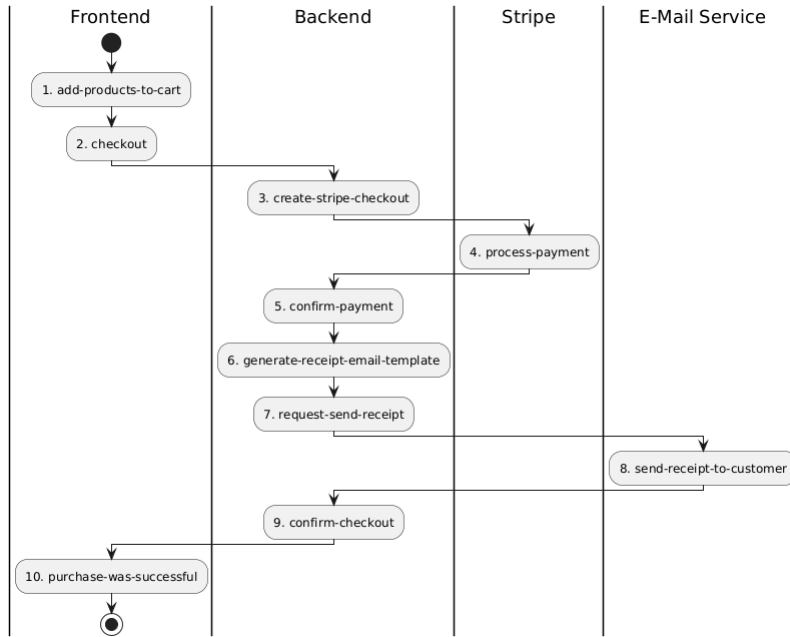 Frontend
Backend
Stripe
E-Mail Service
1. add-products-to-cart
2. checkout
3. create-stripe-checkout
4. process-payment
5. confirm-payment
6. generate-receipt-email-template
7. request-send-receipt
8. send-receipt-to-customer
9. confirm-checkout
10. purchase-was-successful